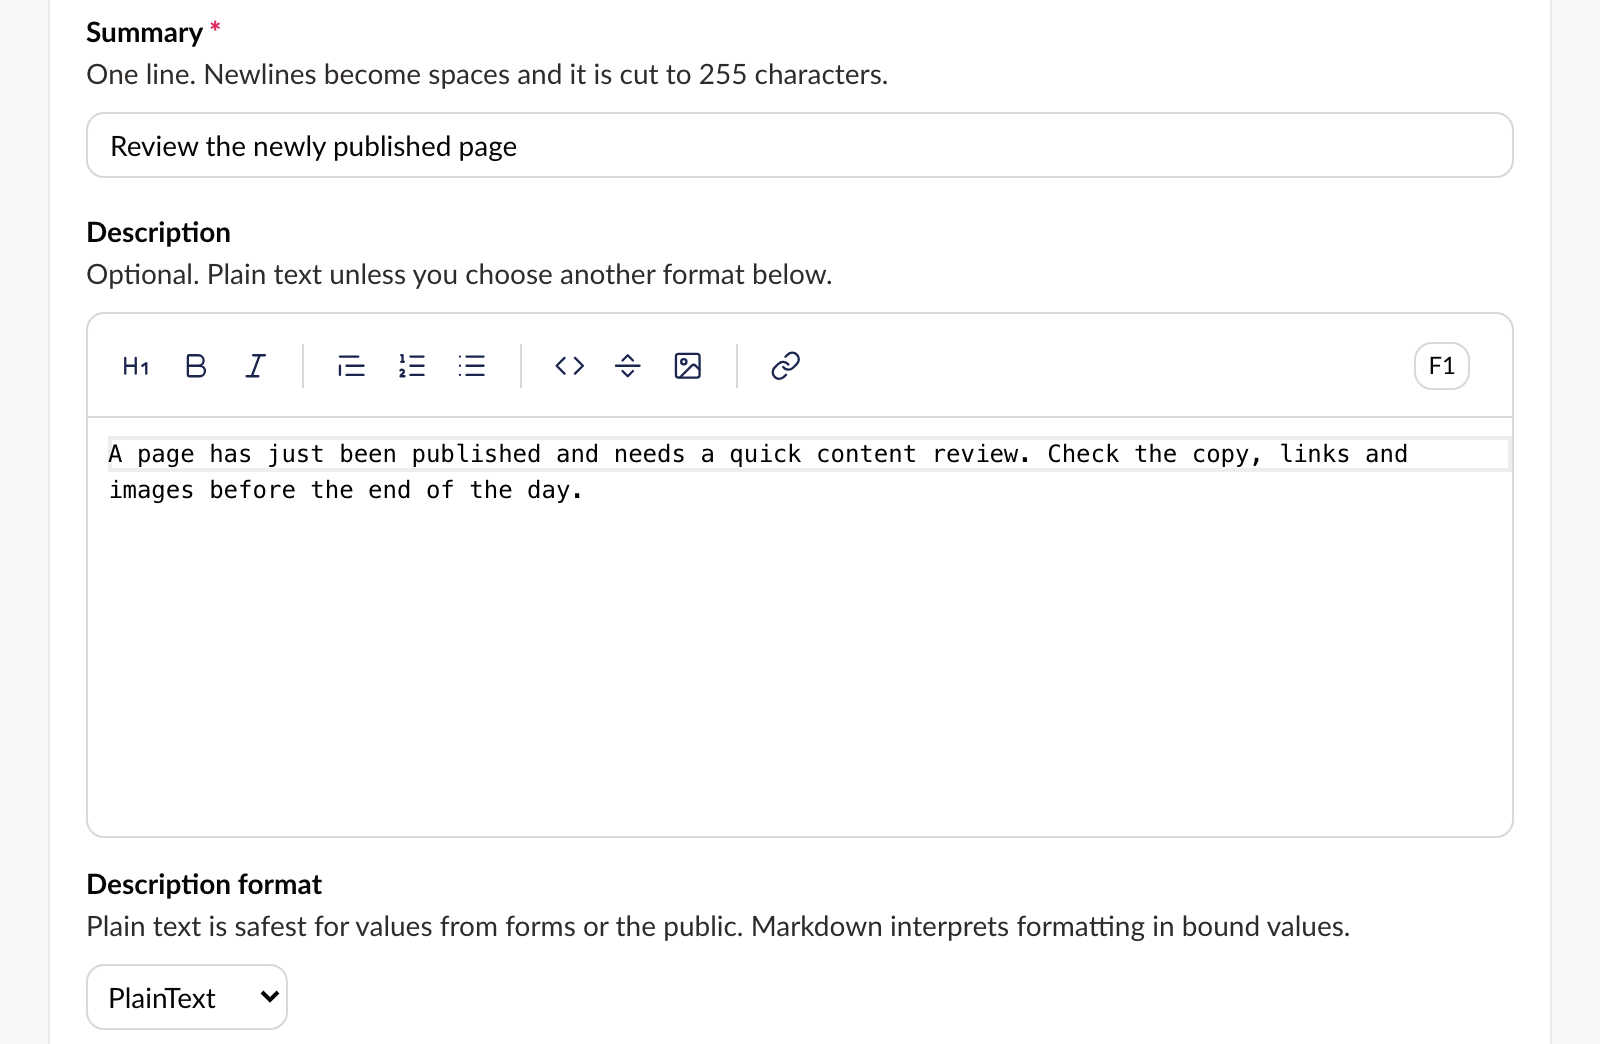 Summary *
One line. Newlines become spaces and it is cut to 255 characters.
Review the newly published page
Description
Optional. Plain text unless you choose another format below.
H1 B I F1
A page has just been published and needs a quick content review. Check the copy, links and
images before the end of the day.
Description format
Plain text is safest for values from forms or the public. Markdown interprets formatting in bound values.
PlainText